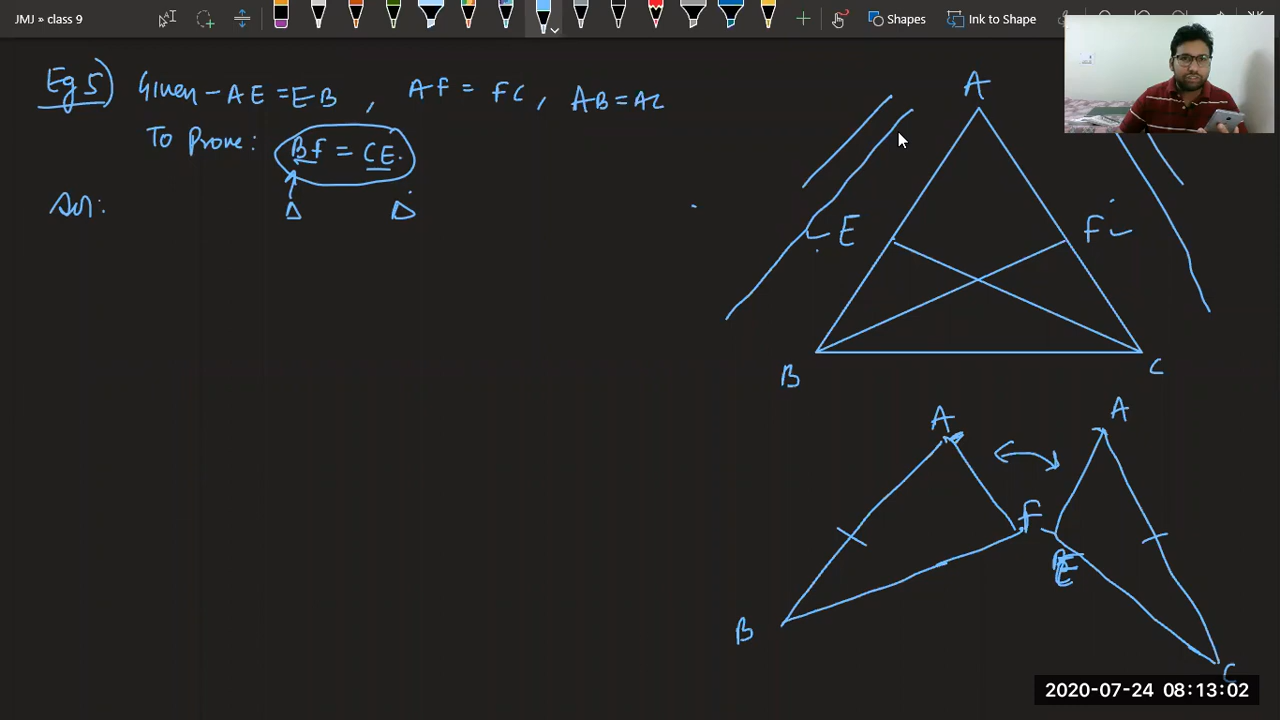 JMJ » class 9
Shapes
Ink to Shape
Eg 5) Given - AE = EB , AF = FC , AB = AC
To Prove: BF = CE.
Δ Δ
Sol:
A
E F
B C
A A
F E
B C
2020-07-24 08:13:02